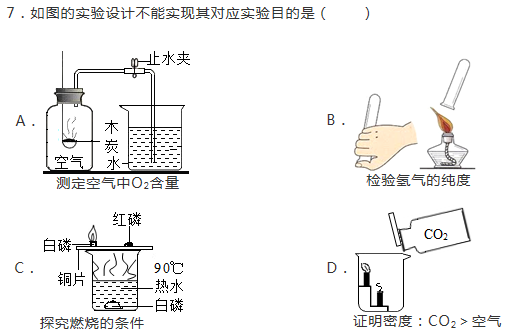 7．如图的实验设计不能实现其对应实验目的是（　　）
A．
止水夹
木炭
空气
水
测定空气中O₂含量
B．
检验氢气的纯度
C．
红磷
白磷
铜片
90℃
热水
白磷
探究燃烧的条件
D．
CO₂
证明密度：CO₂＞空气